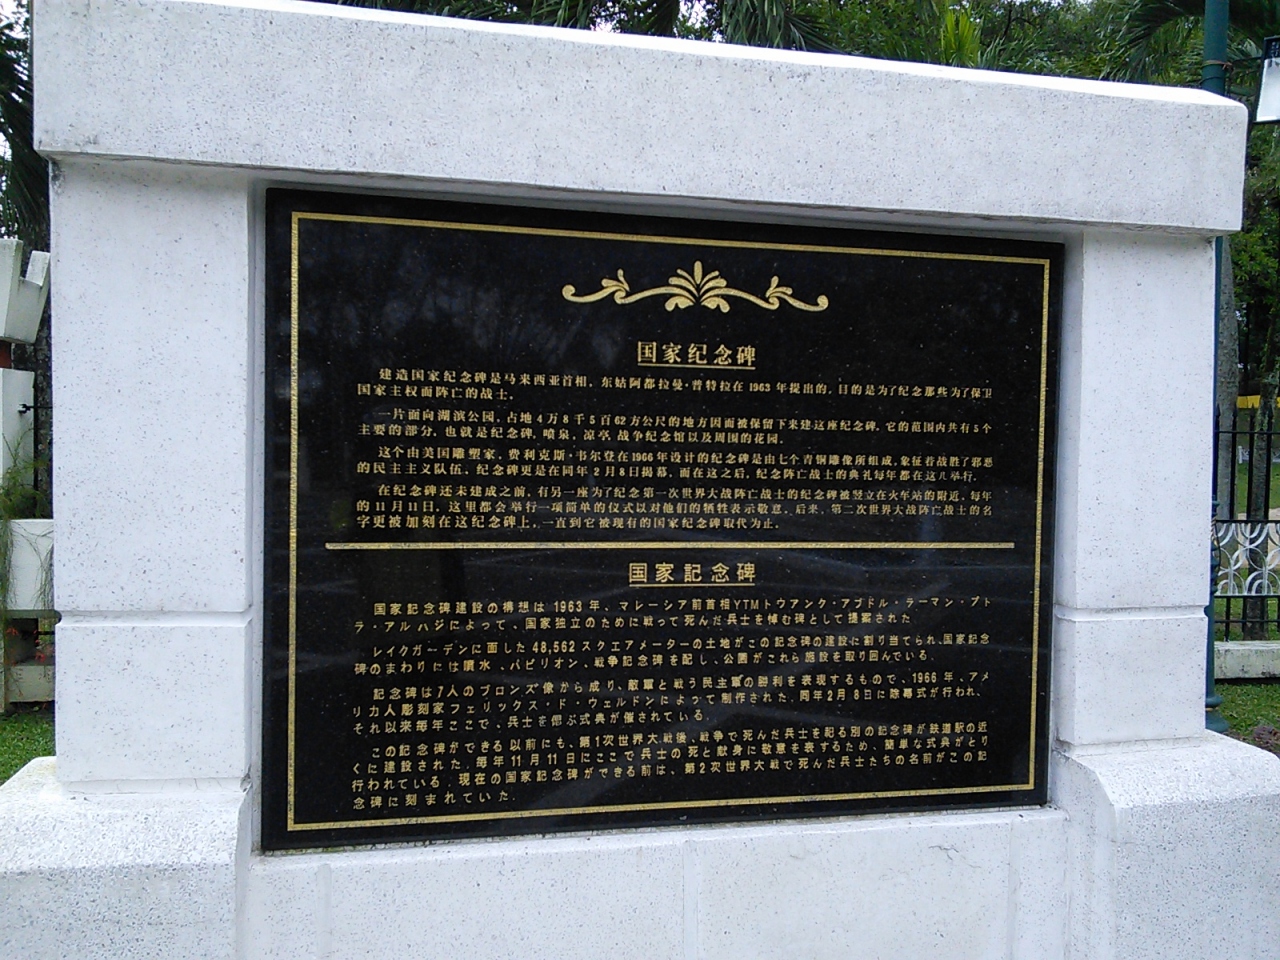 国家纪念碑
建造国家纪念碑是马来西亚首相，东姑阿都拉曼·普特拉在 1963 年提出的，目的是为了纪念那些为了保卫
国家主权而阵亡的战士。
一片面向湖滨公园，占地 4 万 8 千 5 百 62 方公尺的地方因而被保留下来建这座纪念碑，它的范围内共有 5 个
主要的部分，也就是纪念碑，喷泉，凉亭，战争纪念馆以及周围的花园。
这个由美国雕塑家，费利克斯·韦尔登在1966年设计的纪念碑是由七个青铜雕像所组成，象征着战胜了邪恶
的民主主义队伍。纪念碑更是在同年 2 月 8 日揭幕，而在这之后，纪念阵亡战士的典礼每年都在这儿举行。
在纪念碑还未建成之前，有另一座为了纪念第一次世界大战阵亡战士的纪念碑被竖立在火车站的附近，每年
的 11 月 11 日，这里都会举行一项简单的仪式以对他们的牺牲表示敬意。后来，第二次世界大战阵亡战士的名
字更被加刻在这纪念碑上，一直到它被现有的国家纪念碑取代为止。
国家記念碑
国家記念碑建設の構想は 1963 年、マレーシア前首相YTMトウアンク・アブドル・ラーマン・プト
ラ・アルハジによって、国家独立のために戦って死んだ兵士を悼む碑として提案された
レイクガーデンに面した 48,562 スクエアメーターの土地がこの記念碑の建設に割り当てられ、国家記念
碑のまわりには噴水、パビリオン、戦争記念碑を配し、公園がこれら施設を取り囲んでいる.
記念碑は7人のブロンズ像から成り、敵軍と戦う民主軍の勝利を表現するもので、1966 年、アメ
リカ人彫刻家フェリックス・ド・ウェルドンによって制作された. 同年 2 月 8 日に除幕式が行われ、
それ以来毎年ここで、兵士を偲ぶ式典が催されている.
この記念碑ができる以前にも、第1次世界大戦後、戦争で死んだ兵士を祀る別の記念碑が鉄道駅の近
くに建設された. 毎年 11 月 11 日にここで兵士の死と献身に敬意を表するため、簡単な式典がとり
行われている. 現在の国家記念碑ができる前は、第2次世界大戦で死んだ兵士たちの名前がこの記
念碑に刻まれていた.